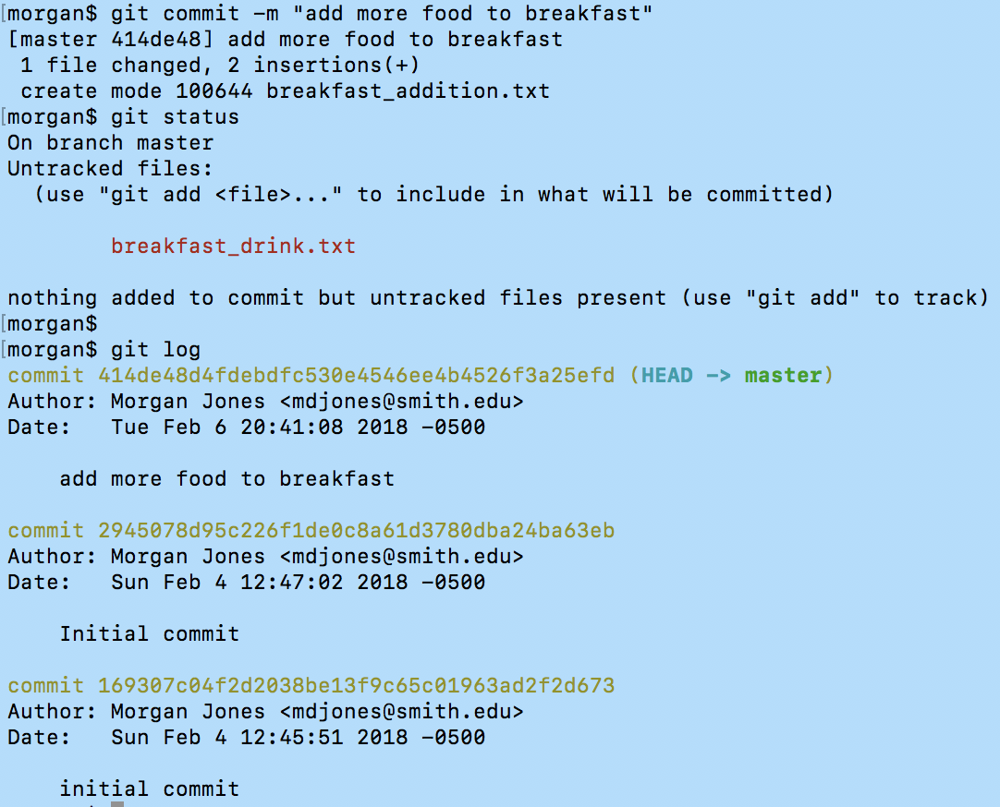 [morgan$ git commit -m "add more food to breakfast"
[master 414de48] add more food to breakfast
 1 file changed, 2 insertions(+)
 create mode 100644 breakfast_addition.txt
[morgan$ git status
On branch master
Untracked files:
  (use "git add <file>..." to include in what will be committed)

        breakfast_drink.txt

nothing added to commit but untracked files present (use "git add" to track)
[morgan$
[morgan$ git log
commit 414de48d4fdebdfc530e4546ee4b4526f3a25efd (HEAD -> master)
Author: Morgan Jones <mdjones@smith.edu>
Date:   Tue Feb 6 20:41:08 2018 -0500

    add more food to breakfast

commit 2945078d95c226f1de0c8a61d3780dba24ba63eb
Author: Morgan Jones <mdjones@smith.edu>
Date:   Sun Feb 4 12:47:02 2018 -0500

    Initial commit

commit 169307c04f2d2038be13f9c65c01963ad2f2d673
Author: Morgan Jones <mdjones@smith.edu>
Date:   Sun Feb 4 12:45:51 2018 -0500

    initial commit